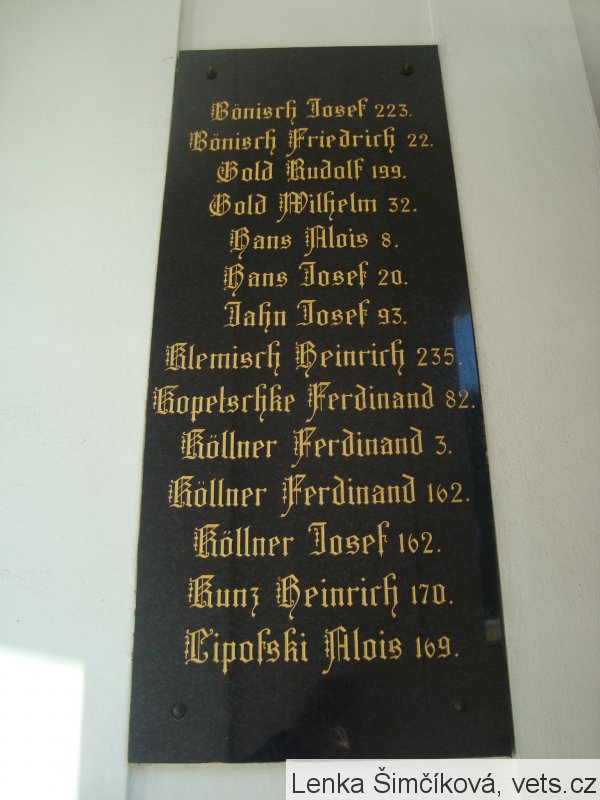 Bönisch Josef 223.
Bönisch Friedrich 22.
Gold Rudolf 199.
Gold Wilhelm 32.
Hans Alois 8.
Hans Josef 20.
Jahn Josef 93.
Klemisch Heinrich 235.
Kopetschke Ferdinand 82.
Köllner Ferdinand 3.
Köllner Ferdinand 162.
Köllner Josef 162.
Kunz Heinrich 170.
Lipofski Alois 169.
Lenka Šimčíková, vets.cz